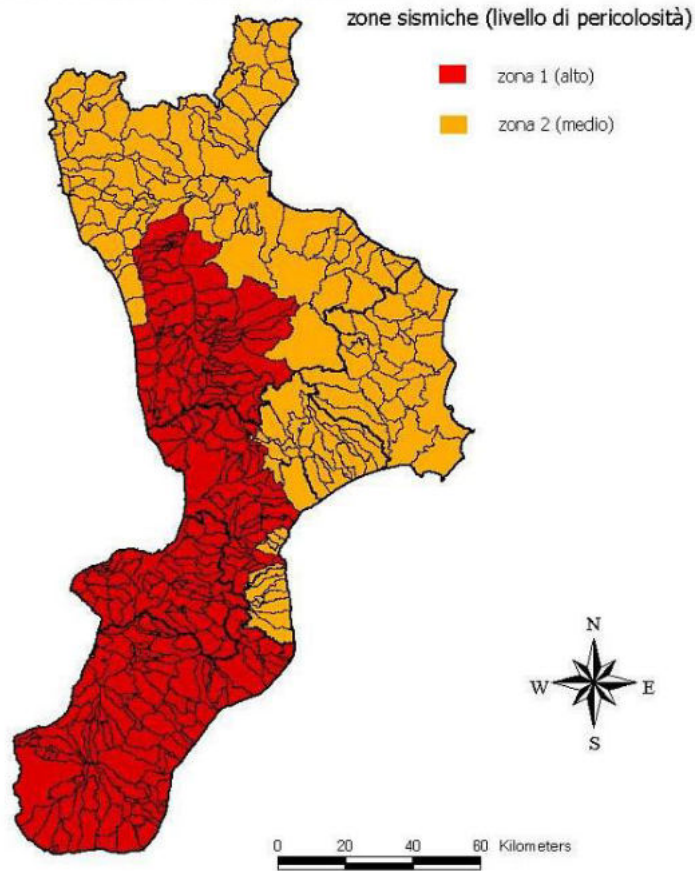 zone sismiche (livello di pericolosità)
zona 1 (alto)
zona 2 (medio)
N
W E
S
0 20 40 60 Kilometers